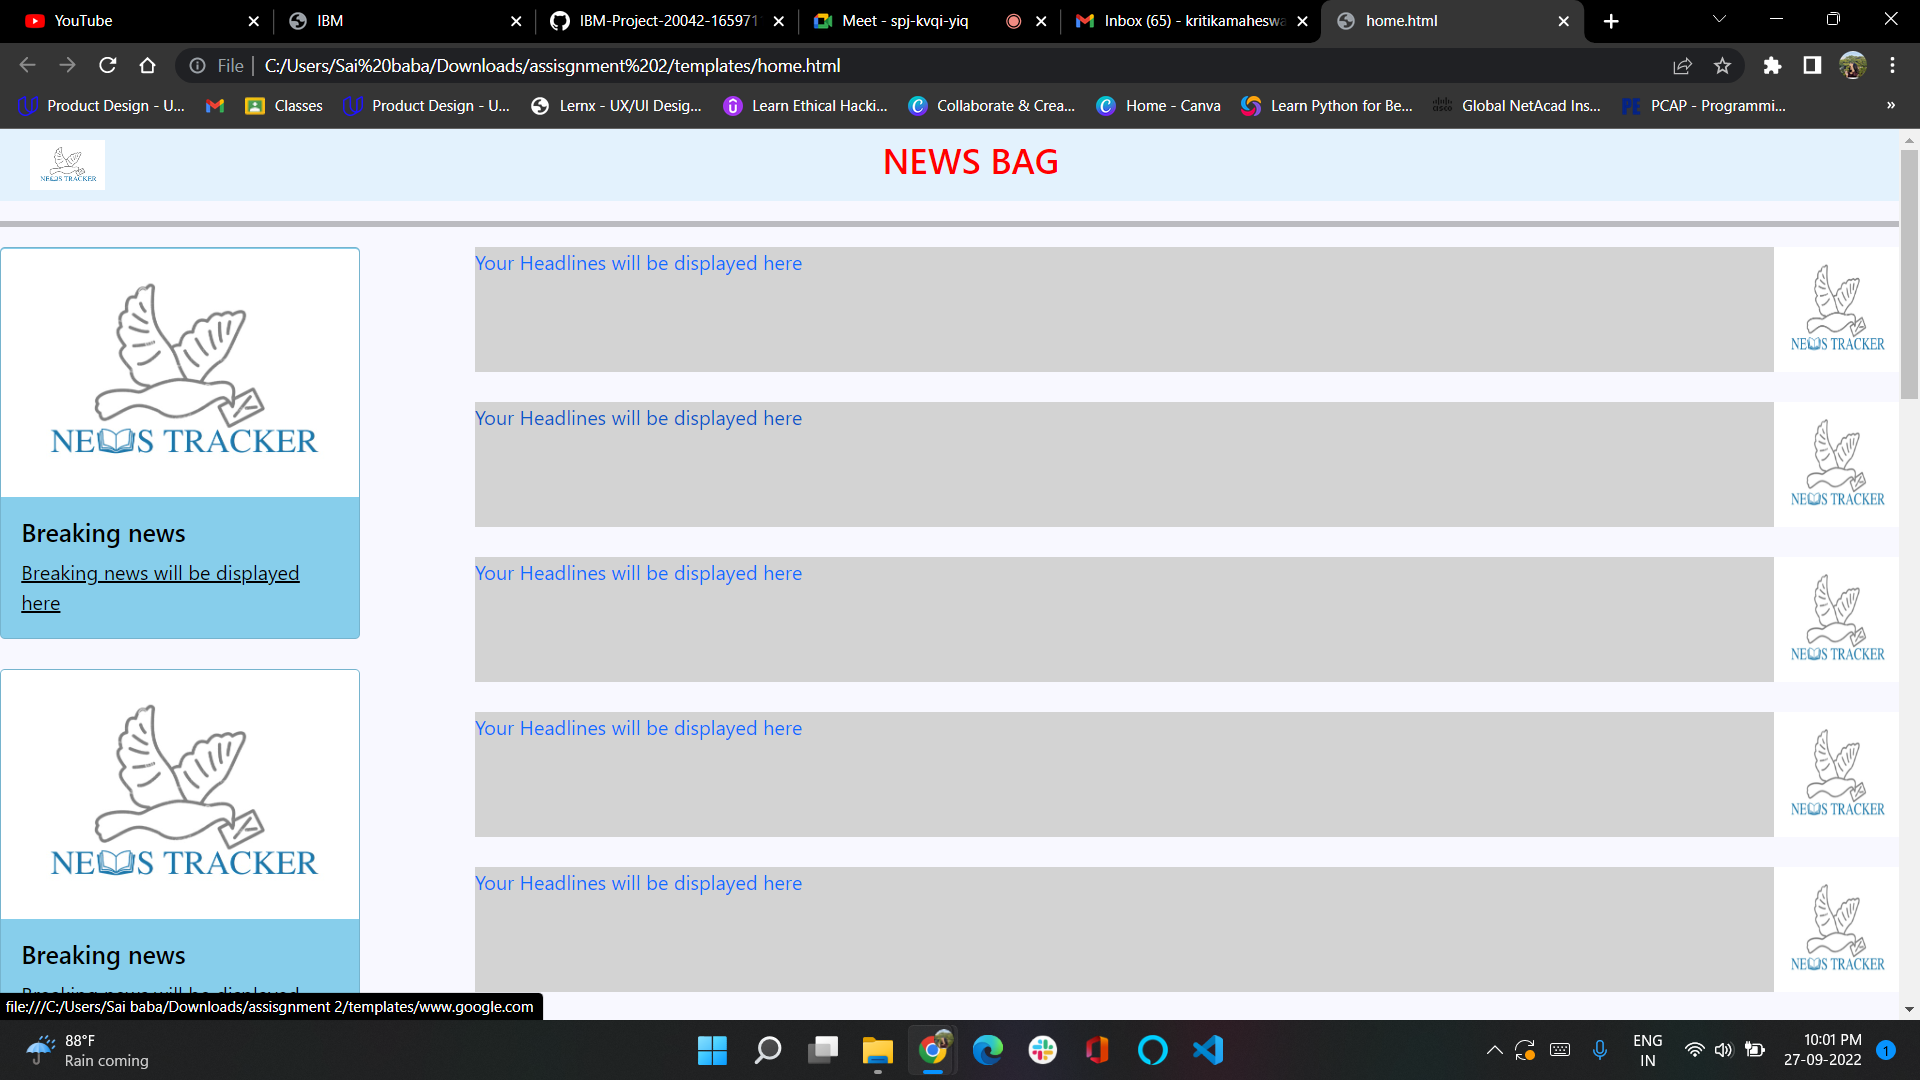 YouTube
IBM
IBM-Project-20042-165971
Meet - spj-kvqi-yiq
Inbox (65) - kritikamaheswa
home.html
File
C:/Users/Sai%20baba/Downloads/assisgnment%202/templates/home.html
Product Design - U...
Classes
Product Design - U...
Lernx - UX/UI Desig...
Learn Ethical Hacki...
Collaborate & Crea...
Home - Canva
Learn Python for Be...
Global NetAcad Ins...
PCAP - Programmi...
»
NEWS TRACKER
NEWS BAG
NEWS TRACKER
Breaking news
Breaking news will be displayed
here
NEWS TRACKER
Breaking news
Breaking news will be displayed
Your Headlines will be displayed here
NEWS TRACKER
Your Headlines will be displayed here
NEWS TRACKER
Your Headlines will be displayed here
NEWS TRACKER
Your Headlines will be displayed here
NEWS TRACKER
Your Headlines will be displayed here
NEWS TRACKER
file:///C:/Users/Sai baba/Downloads/assisgnment 2/templates/www.google.com
88°F
Rain coming
ENG
IN
10:01 PM
27-09-2022
1